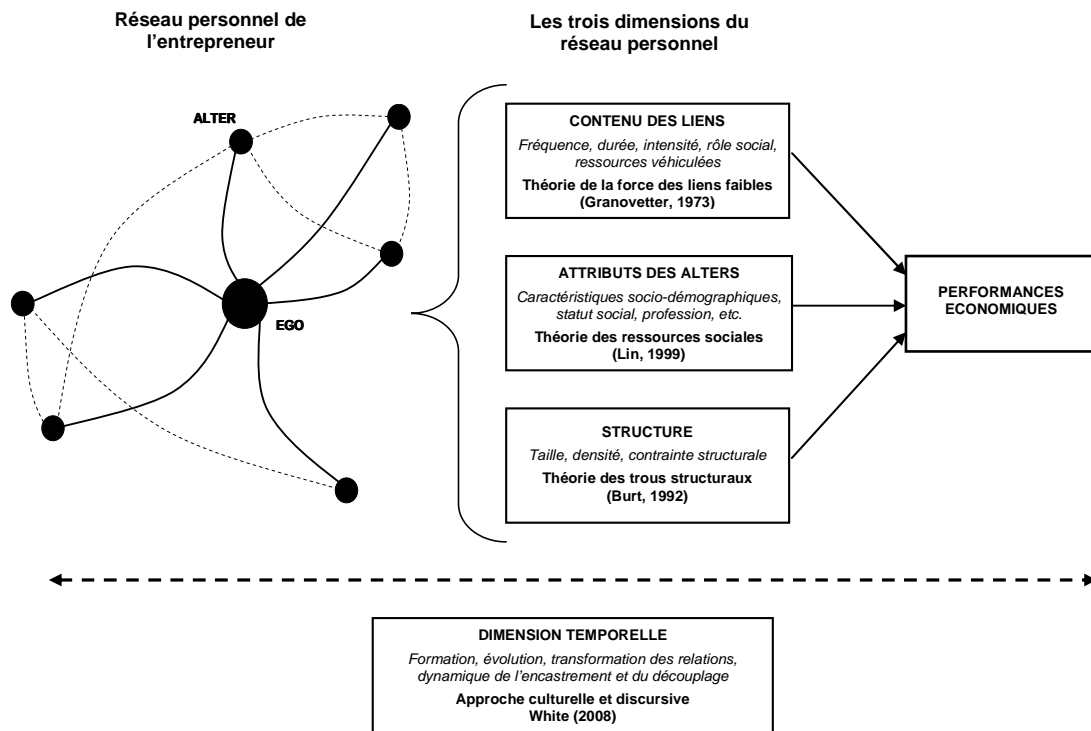 Réseau personnel de
l'entrepreneur
Les trois dimensions du
réseau personnel
ALTER
EGO
CONTENU DES LIENS
Fréquence, durée, intensité, rôle social,
ressources véhiculées
Théorie de la force des liens faibles
(Granovetter, 1973)
ATTRIBUTS DES ALTERS
Caractéristiques socio-démographiques,
statut social, profession, etc.
Théorie des ressources sociales
(Lin, 1999)
STRUCTURE
Taille, densité, contrainte structurale
Théorie des trous structuraux
(Burt, 1992)
PERFORMANCES
ECONOMIQUES
DIMENSION TEMPORELLE
Formation, évolution, transformation des relations,
dynamique de l'encastrement et du découplage
Approche culturelle et discursive
White (2008)